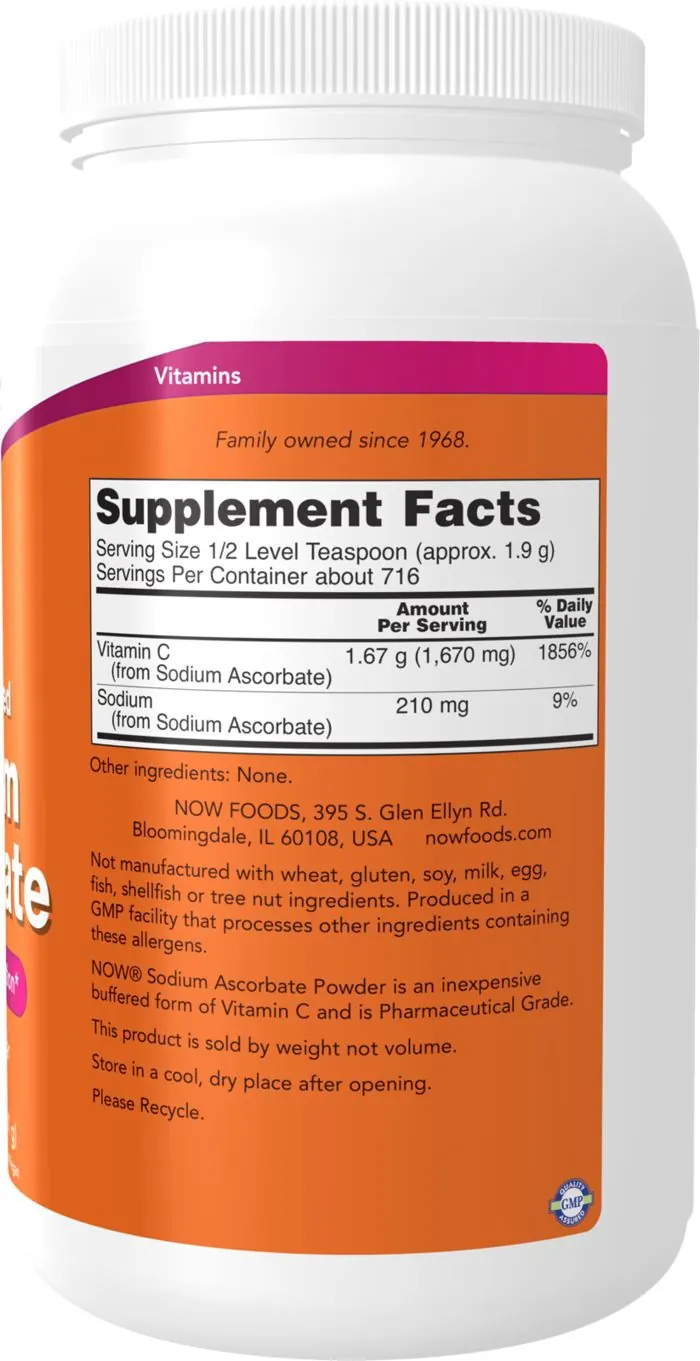 Vitamins
Family owned since 1968.
Supplement Facts
Serving Size 1/2 Level Teaspoon (approx. 1.9 g)
Servings Per Container about 716
Amount Per Serving
% Daily Value
Vitamin C 1.67 g (1,670 mg) 1856%
(from Sodium Ascorbate)
Sodium 210 mg 9%
(from Sodium Ascorbate)
Other ingredients: None.
NOW FOODS, 395 S. Glen Ellyn Rd.
Bloomingdale, IL 60108, USA nowfoods.com
Not manufactured with wheat, gluten, soy, milk, egg,
fish, shellfish or tree nut ingredients. Produced in a
GMP facility that processes other ingredients containing
these allergens.
NOW® Sodium Ascorbate Powder is an inexpensive
buffered form of Vitamin C and is Pharmaceutical Grade.
This product is sold by weight not volume.
Store in a cool, dry place after opening.
Please Recycle.
QUALITY
GMP
ASSURED